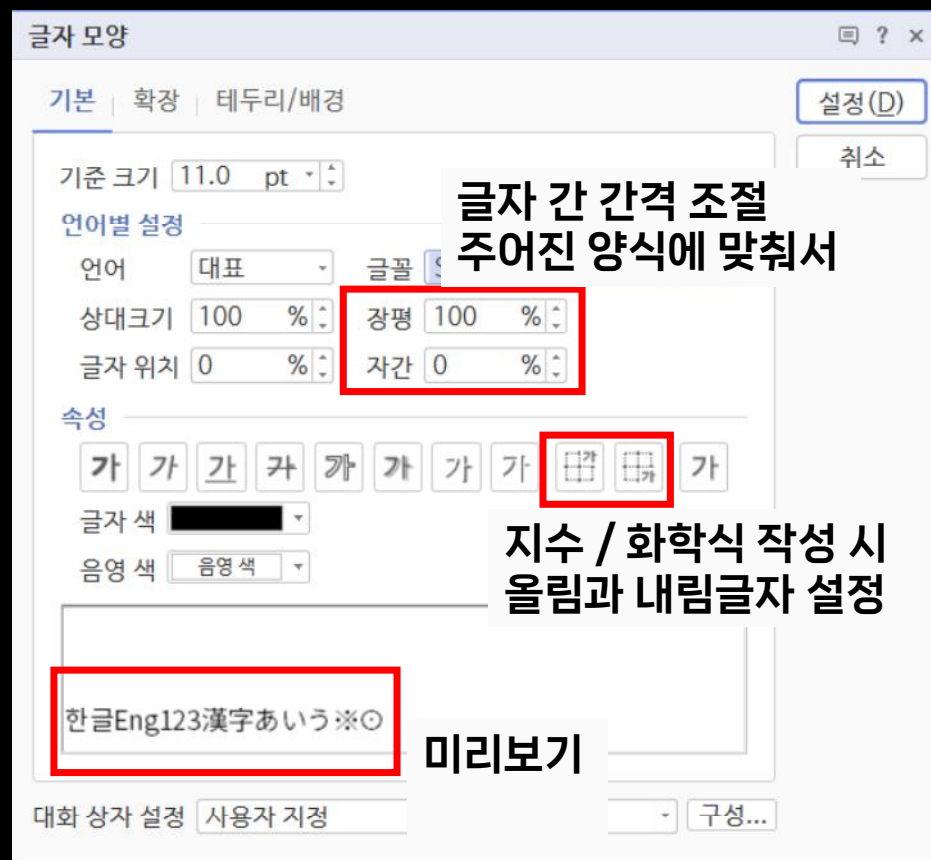 글자 모양
기본 확장 테두리/배경
설정(D)
취소
기준 크기 11.0 pt
글자 간 간격 조절
주어진 양식에 맞춰서
언어별 설정
언어 대표 글꼴
상대크기 100 % 장평 100 %
글자 위치 0 % 자간 0 %
속성
가 가 가 가 가 가 가 가 가 가 가
글자 색
지수 / 화학식 작성 시
올림과 내림글자 설정
음영 색 음영 색
한글Eng123漢字あいう※⊙
미리보기
대화 상자 설정 사용자 지정 구성...